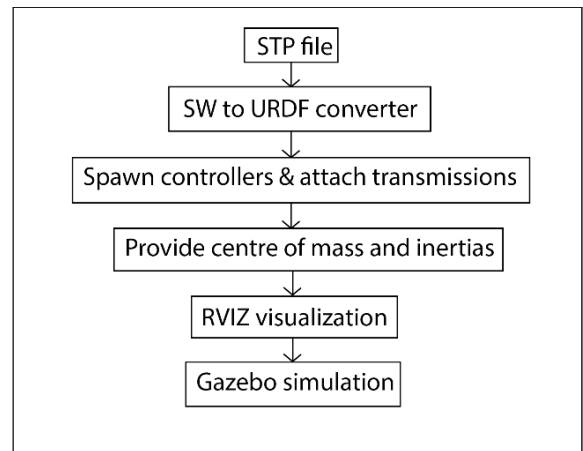 STP file
SW to URDF converter
Spawn controllers & attach transmissions
Provide centre of mass and inertias
RVIZ visualization
Gazebo simulation